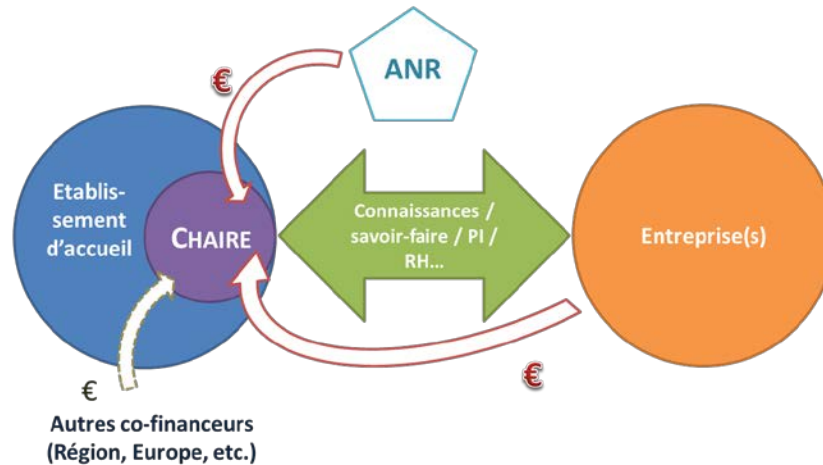 ANR
€
Etablis-
sement
d'accueil
CHAIRE
Connaissances /
savoir-faire / PI /
RH...
Entreprise(s)
€
€
Autres co-financeurs
(Région, Europe, etc.)